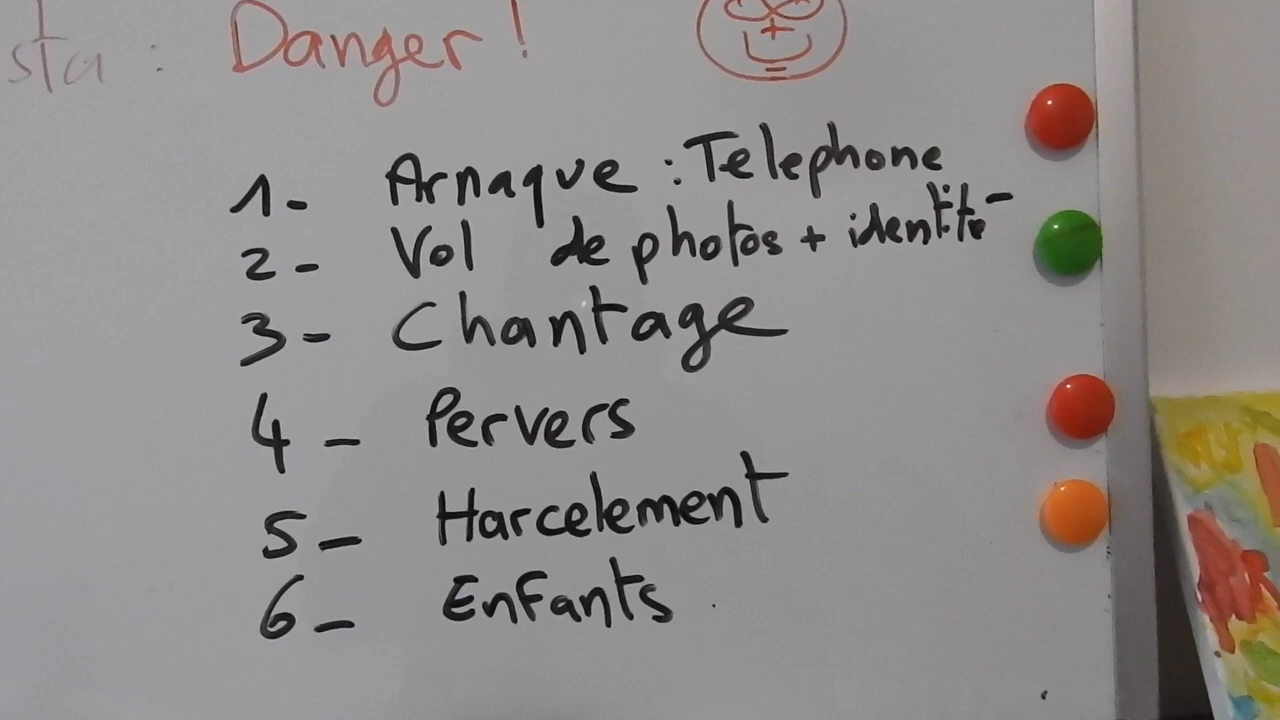 sta : Danger !
1- Arnaque : Telephone
2- Vol de photos + identité
3- Chantage
4- Pervers
5- Harcelement
6- Enfants